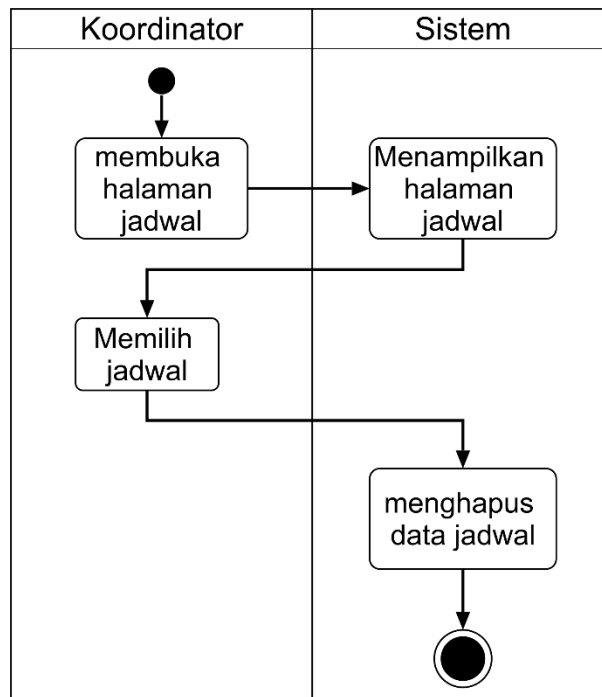 Koordinator
Sistem
membuka
halaman
jadwal
Menampilkan
halaman
jadwal
Memilih
jadwal
menghapus
data jadwal